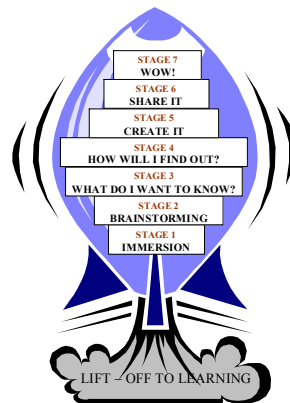 STAGE 7
WOW!
STAGE 6
SHARE IT
STAGE 5
CREATE IT
STAGE 4
HOW WILL I FIND OUT?
STAGE 3
WHAT DO I WANT TO KNOW?
STAGE 2
BRAINSTORMING
STAGE 1
IMMERSION
LIFT – OFF TO LEARNING